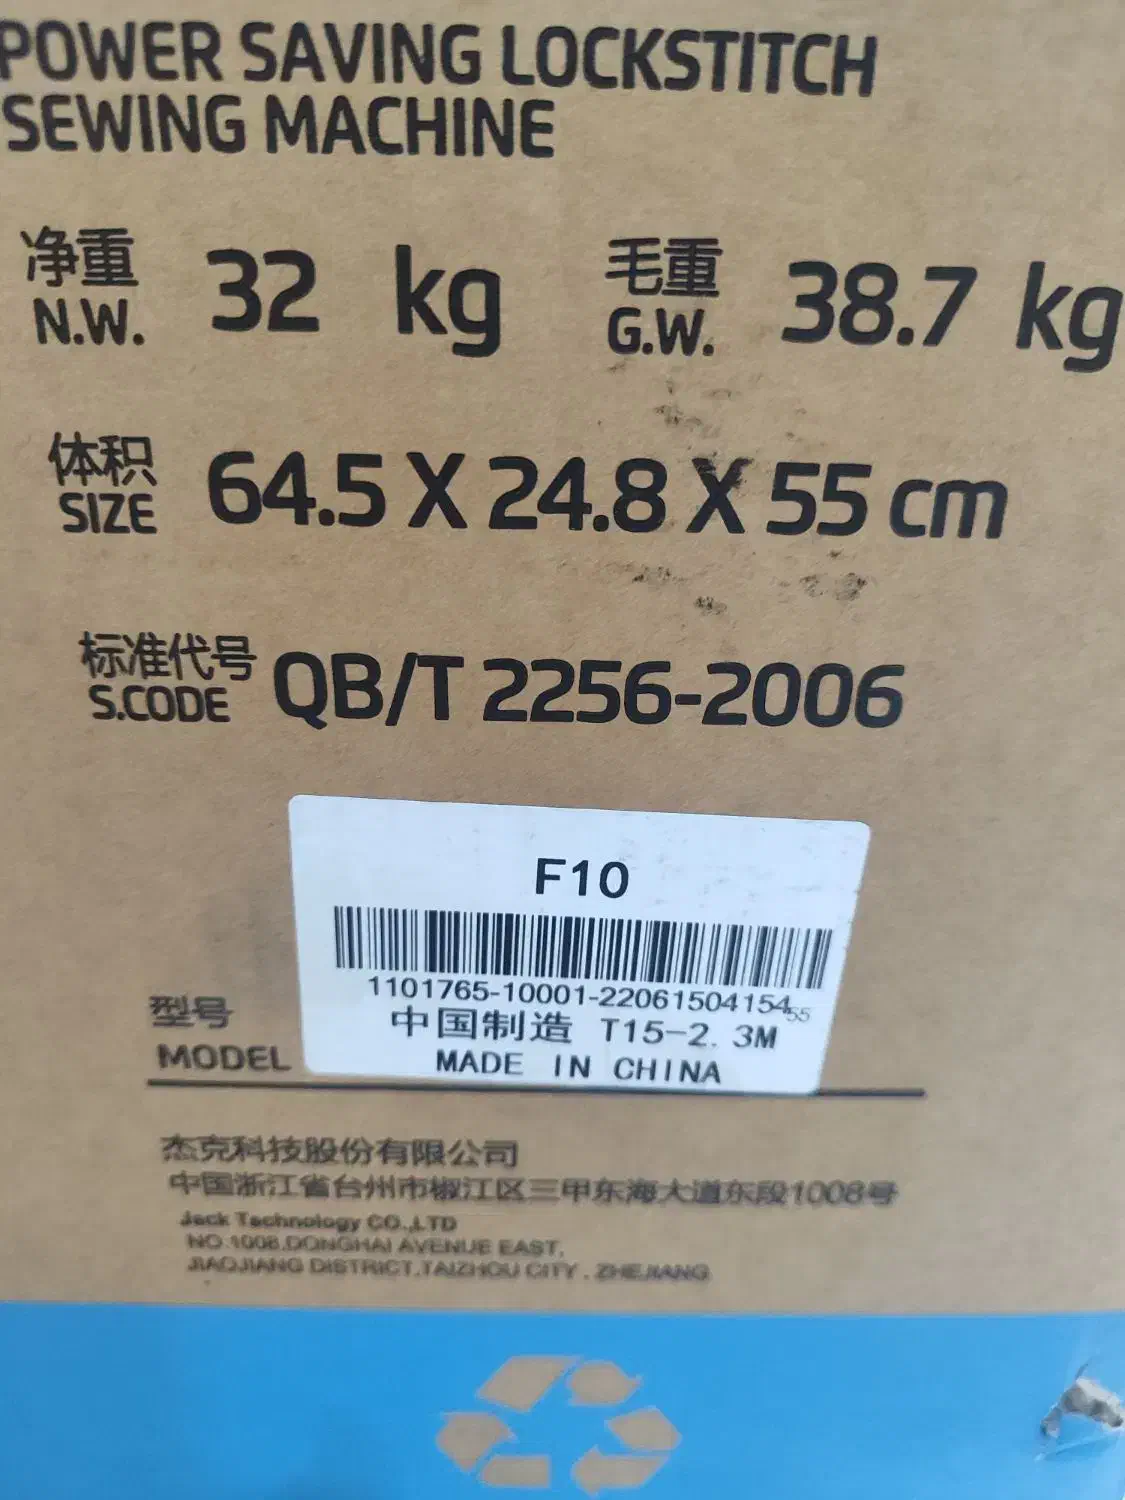 POWER SAVING LOCKSTITCH
SEWING MACHINE
净重
N.W.
32 kg
毛重
G.W.
38.7 kg
体积
SIZE
64.5 X 24.8 X 55 cm
标准代号
S.CODE
QB/T 2256-2006
F10
1101765-10001-22061504154
55
中国制造 T15-2.3M
MADE IN CHINA
型号
MODEL
杰克科技股份有限公司
中国浙江省台州市椒江区三甲东海大道东段1008号
Jack Technology CO.,LTD
NO.1008,DONGHAI AVENUE EAST,
JIAOJIANG DISTRICT,TAIZHOU CITY , ZHEJIANG